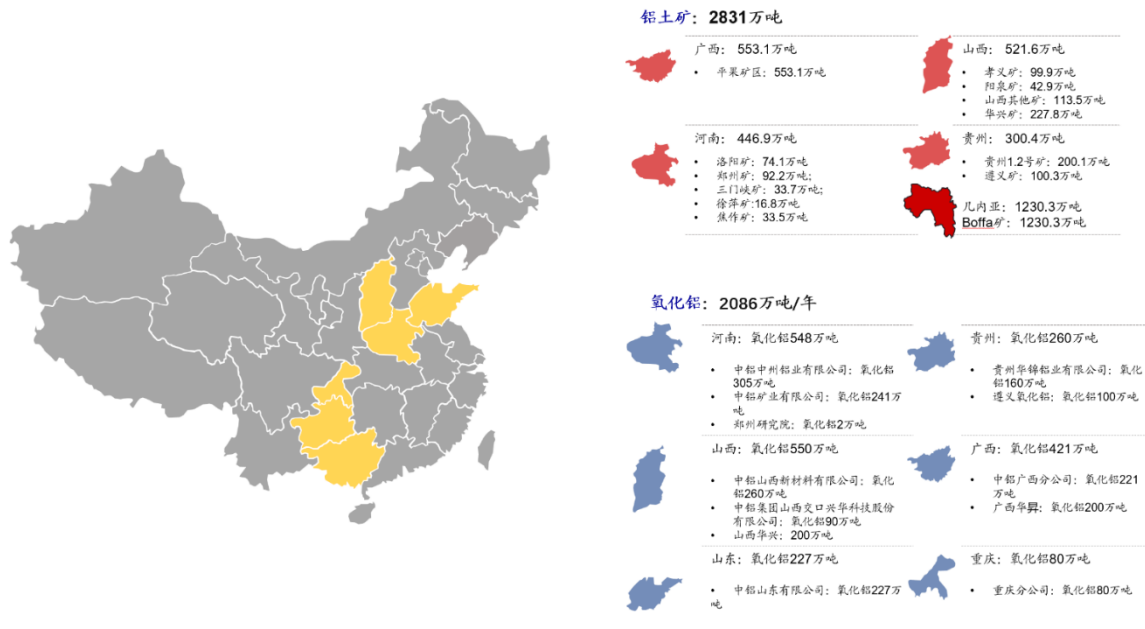 铝土矿：2831万吨
广西：553.1万吨
• 平果矿区：553.1万吨
山西：521.6万吨
• 孝义矿：99.9万吨
• 阳泉矿：42.9万吨
• 山西其他矿：113.5万吨
• 华兴矿：227.8万吨
河南：446.9万吨
• 洛阳矿：74.1万吨
• 郑州矿：92.2万吨;
• 三门峡矿：33.7万吨;
• 徐萍矿:16.8万吨
• 焦作矿：33.5万吨
贵州：300.4万吨
• 贵州1.2号矿：200.1万吨
• 遵义矿：100.3万吨
几内亚：1230.3万吨
Boffa矿：1230.3万吨
氧化铝：2086万吨/年
河南：氧化铝548万吨
• 中铝中州铝业有限公司：氧化铝
305万吨
• 中铝矿业有限公司：氧化铝241万
吨
• 郑州研究院：氧化铝2万吨
贵州：氧化铝260万吨
• 贵州华锦铝业有限公司：氧化
铝160万吨
• 遵义氧化铝：氧化铝100万吨
山西：氧化铝550万吨
• 中铝山西新材料有限公司：氧化
铝260万吨
• 中铝集团山西交口兴华科技股份
有限公司：氧化铝90万吨
• 山西华兴：200万吨
广西：氧化铝421万吨
• 中铝广西分公司：氧化铝221
万吨
• 广西华昇：氧化铝200万吨
山东：氧化铝227万吨
• 中铝山东有限公司：氧化铝227万
吨
重庆：氧化铝80万吨
• 重庆分公司：氧化铝80万吨